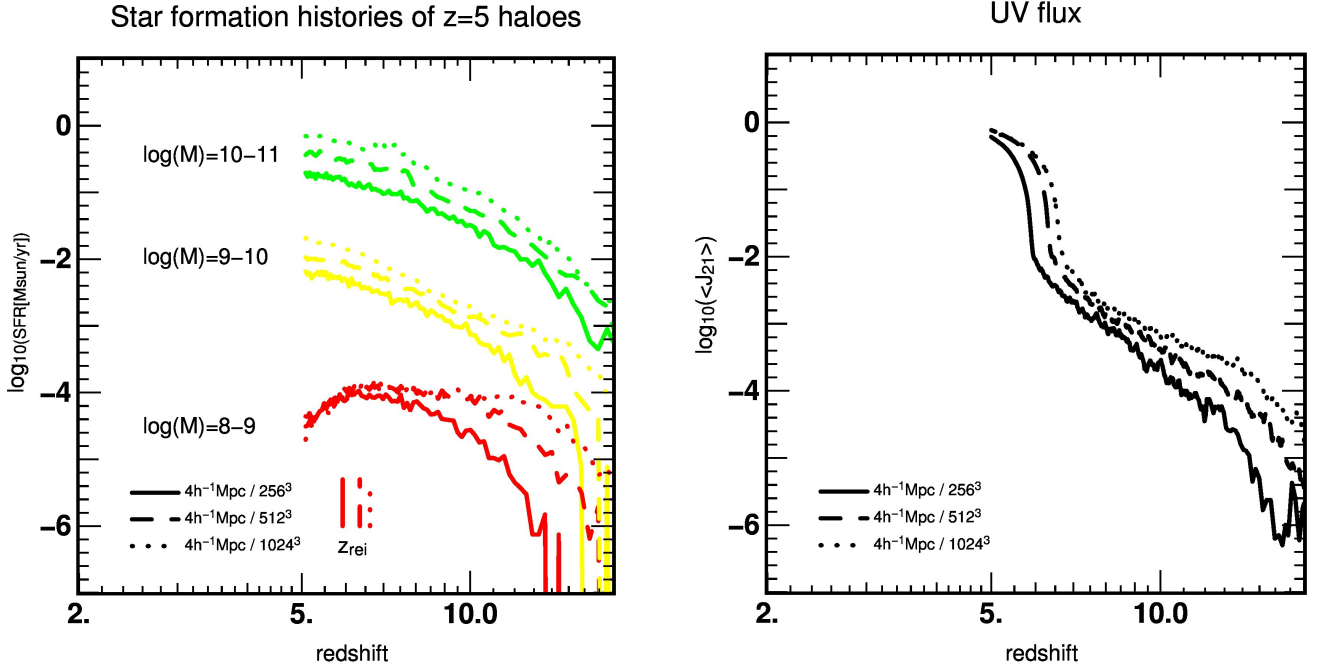 Star formation histories of z=5 haloes
log10(SFR[Msun/yr])
0
−2
−4
−6
log(M)=10−11
log(M)=9−10
log(M)=8−9
4h⁻¹Mpc / 256³
4h⁻¹Mpc / 512³
4h⁻¹Mpc / 1024³
zrei
2.
5.
10.0
redshift
UV flux
log10(<J21>)
0
−2
−4
−6
4h⁻¹Mpc / 256³
4h⁻¹Mpc / 512³
4h⁻¹Mpc / 1024³
2.
5.
10.0
redshift